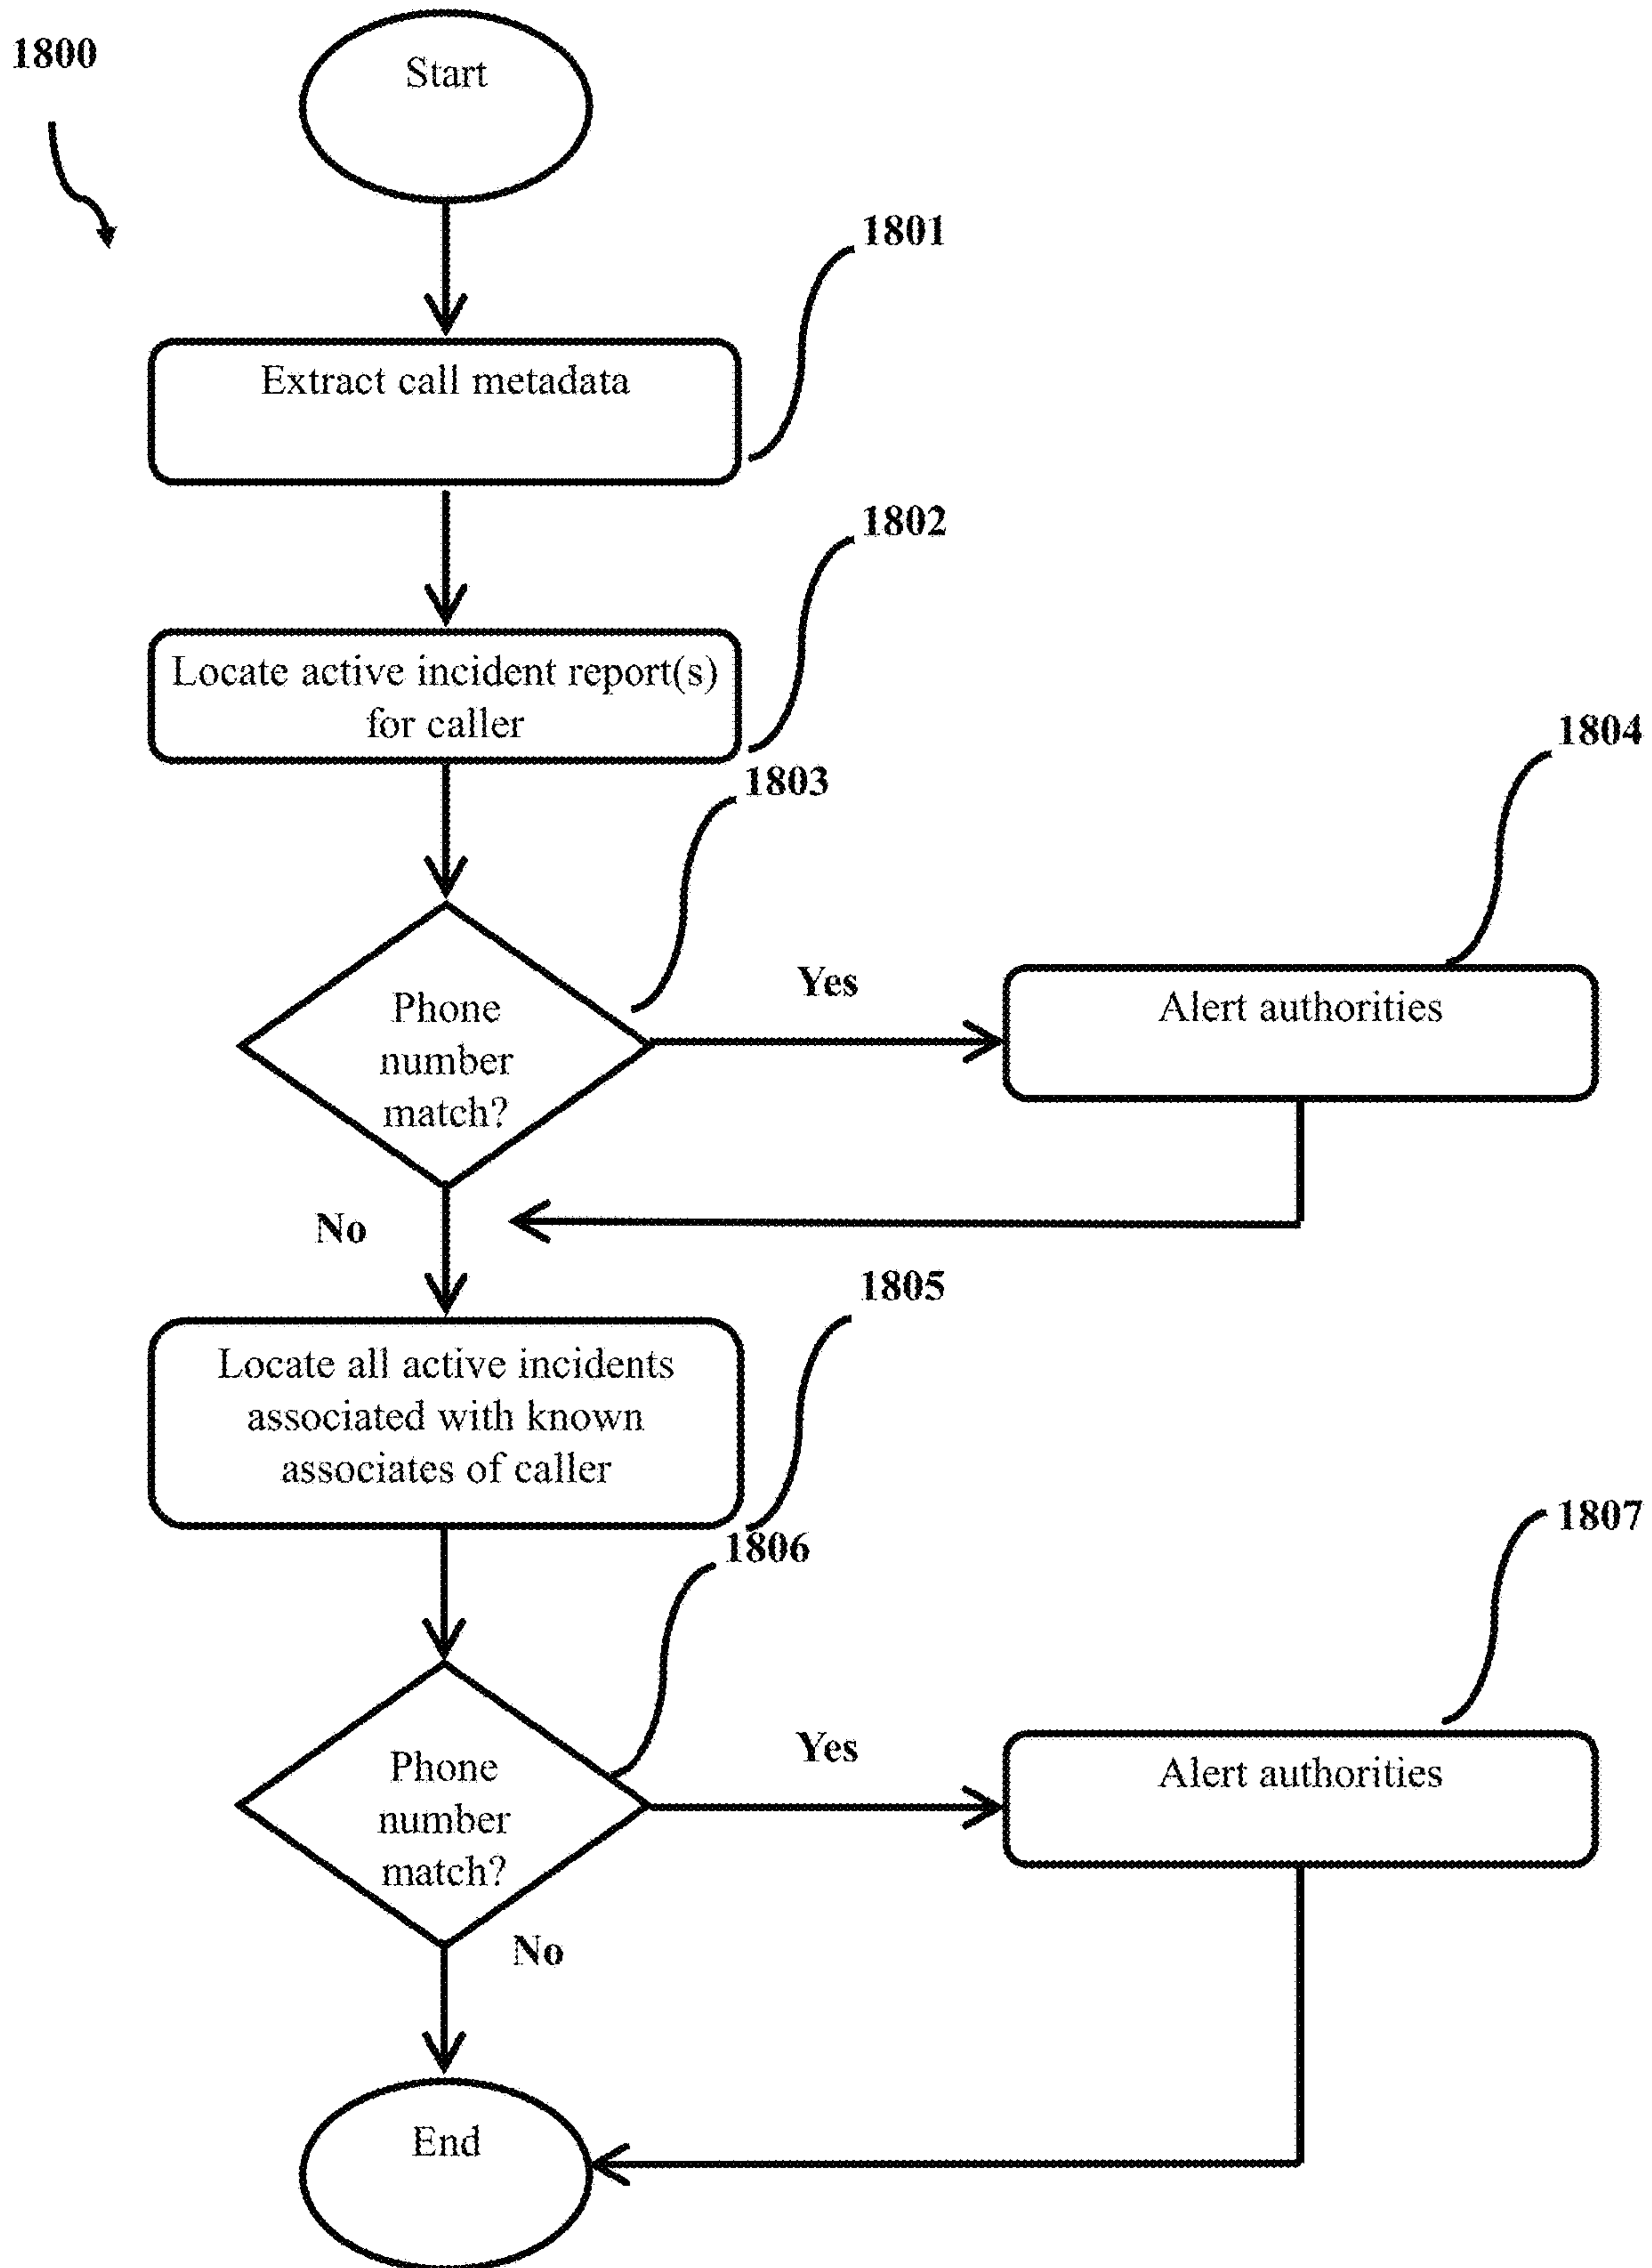 1800
Start
1801
Extract call metadata
1802
Locate active incident report(s)
for caller
1803
1804
Phone
number
match?
Yes
Alert authorities
No
1805
Locate all active incidents
associated with known
associates of caller
1806
1807
Phone
number
match?
Yes
Alert authorities
No
End